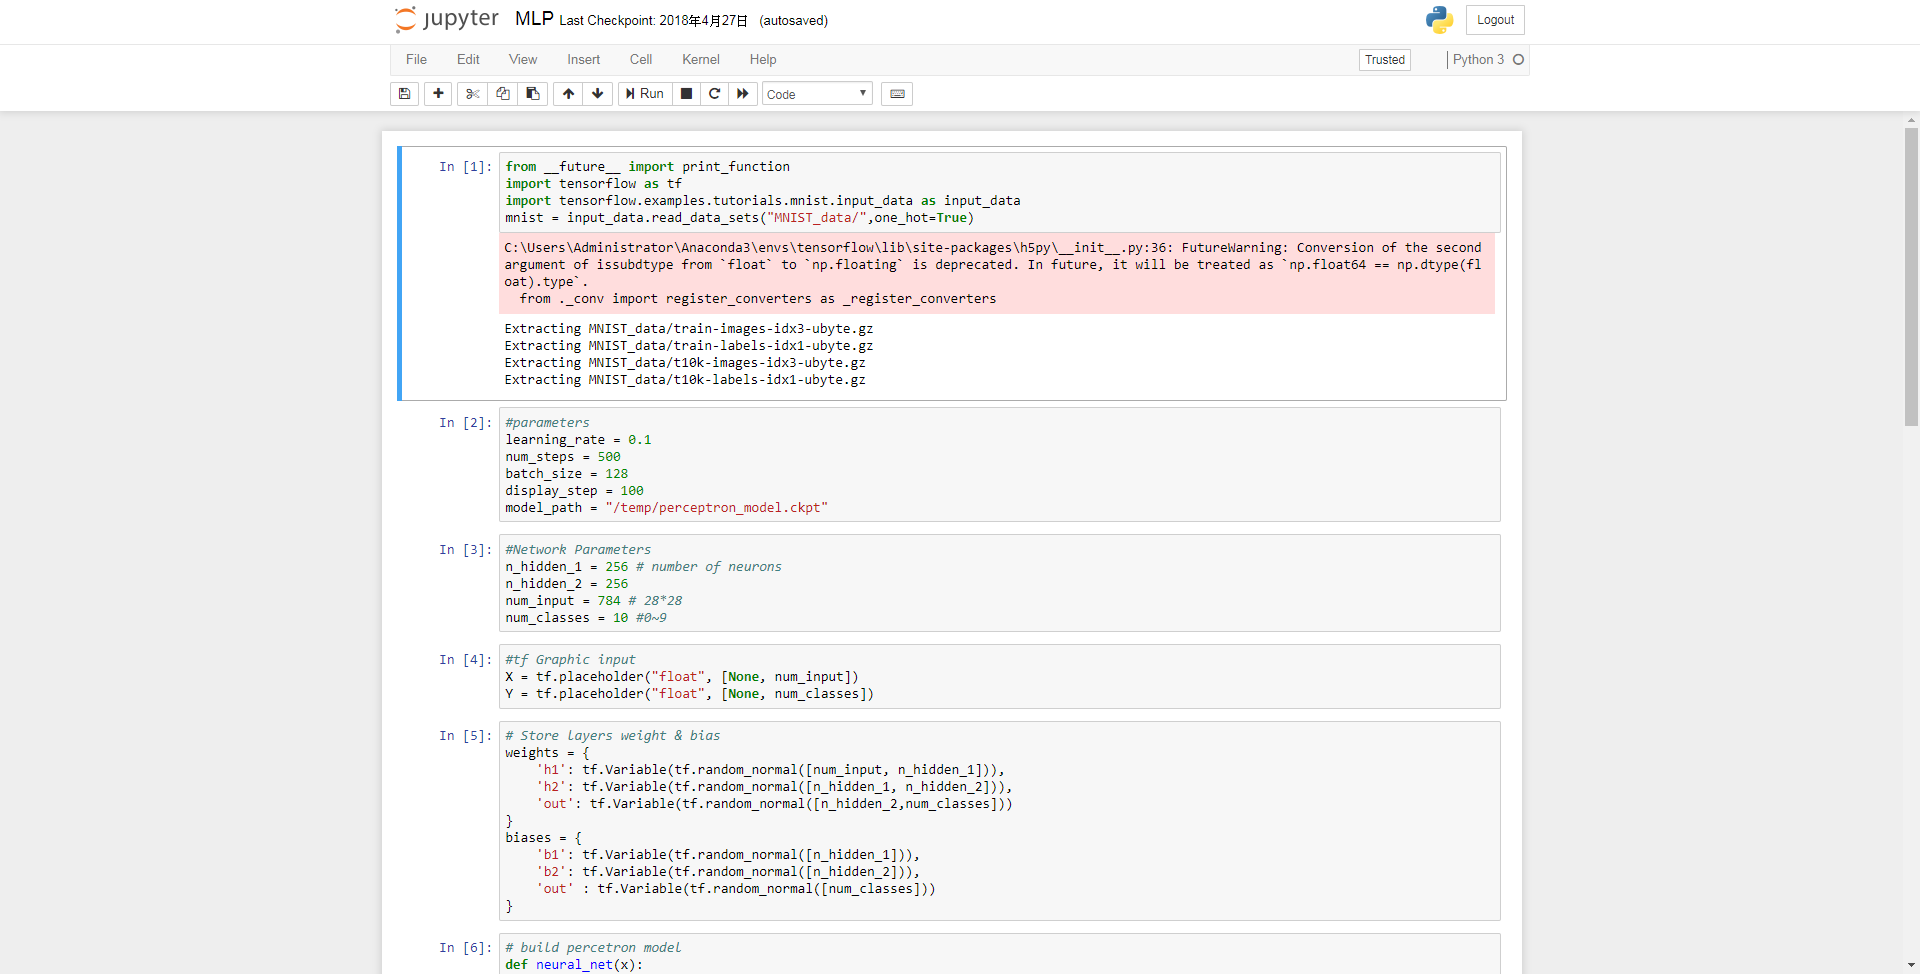 jupyter MLP Last Checkpoint: 2018年4月27日 (autosaved) Logout
File Edit View Insert Cell Kernel Help Trusted Python 3
Run Code
In [1]: from __future__ import print_function
import tensorflow as tf
import tensorflow.examples.tutorials.mnist.input_data as input_data
mnist = input_data.read_data_sets("MNIST_data/",one_hot=True)
C:\Users\Administrator\Anaconda3\envs\tensorflow\lib\site-packages\h5py\__init__.py:36: FutureWarning: Conversion of the second
argument of issubdtype from `float` to `np.floating` is deprecated. In future, it will be treated as `np.float64 == np.dtype(fl
oat).type`.
  from ._conv import register_converters as _register_converters
Extracting MNIST_data/train-images-idx3-ubyte.gz
Extracting MNIST_data/train-labels-idx1-ubyte.gz
Extracting MNIST_data/t10k-images-idx3-ubyte.gz
Extracting MNIST_data/t10k-labels-idx1-ubyte.gz
In [2]: #parameters
learning_rate = 0.1
num_steps = 500
batch_size = 128
display_step = 100
model_path = "/temp/perceptron_model.ckpt"
In [3]: #Network Parameters
n_hidden_1 = 256 # number of neurons
n_hidden_2 = 256
num_input = 784 # 28*28
num_classes = 10 #0~9
In [4]: #tf Graphic input
X = tf.placeholder("float", [None, num_input])
Y = tf.placeholder("float", [None, num_classes])
In [5]: # Store layers weight & bias
weights = {
    'h1': tf.Variable(tf.random_normal([num_input, n_hidden_1])),
    'h2': tf.Variable(tf.random_normal([n_hidden_1, n_hidden_2])),
    'out': tf.Variable(tf.random_normal([n_hidden_2,num_classes]))
}
biases = {
    'b1': tf.Variable(tf.random_normal([n_hidden_1])),
    'b2': tf.Variable(tf.random_normal([n_hidden_2])),
    'out' : tf.Variable(tf.random_normal([num_classes]))
}
In [6]: # build percetron model
def neural_net(x):